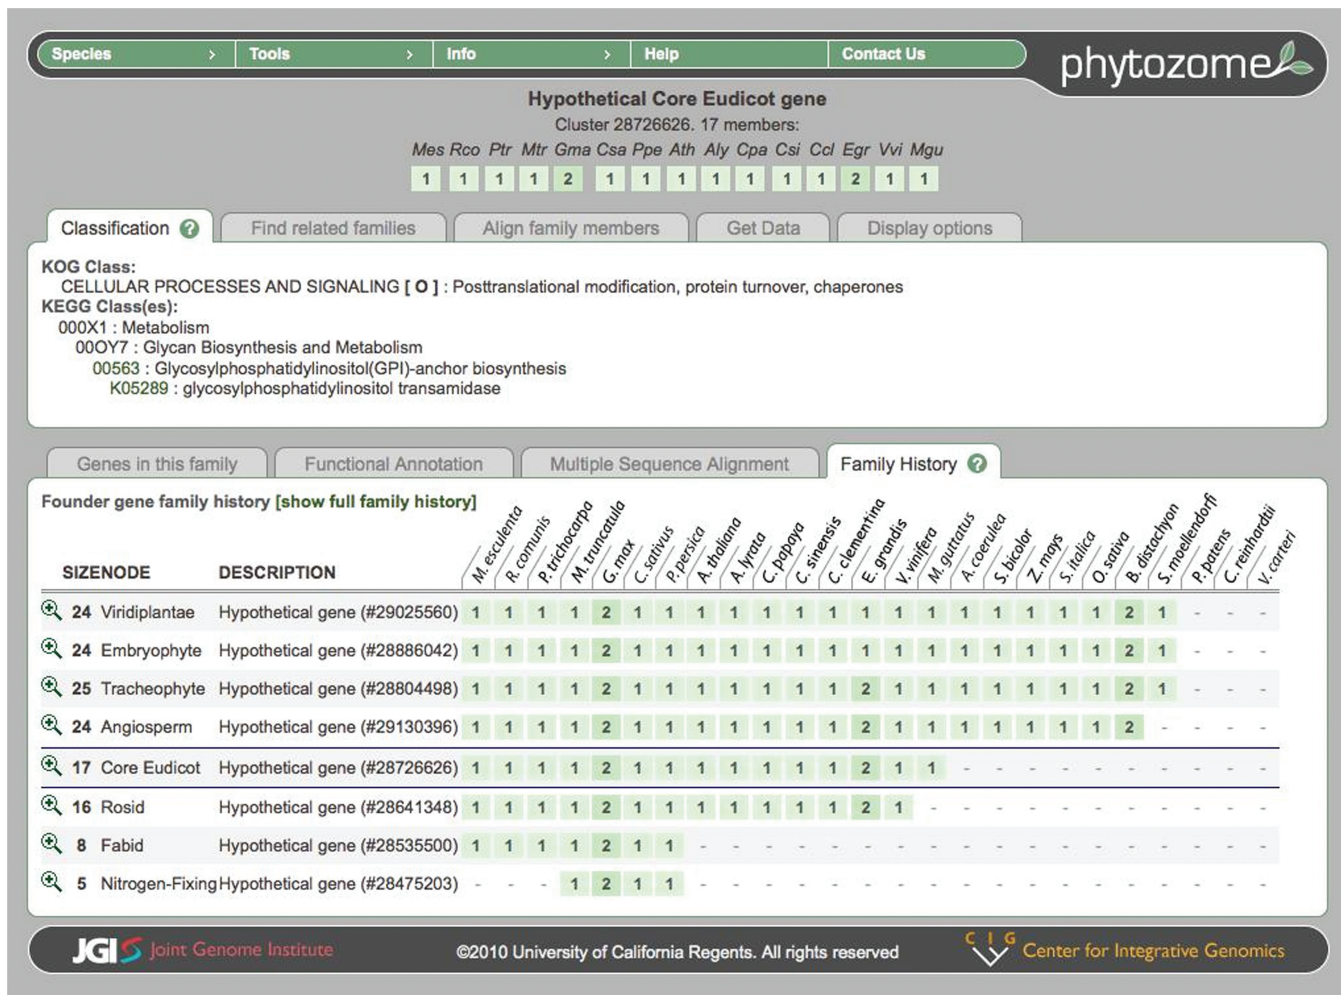 Species > Tools > Info > Help Contact Us
phytozome
Hypothetical Core Eudicot gene
Cluster 28726626. 17 members:
Mes Rco Ptr Mtr Gma Csa Ppe Ath Aly Cpa Csi Ccl Egr Vvi Mgu
1 1 1 1 2 1 1 1 1 1 1 1 2 1 1
Classification ? Find related families Align family members Get Data Display options
KOG Class:
CELLULAR PROCESSES AND SIGNALING [ O ] : Posttranslational modification, protein turnover, chaperones
KEGG Class(es):
000X1 : Metabolism
00OY7 : Glycan Biosynthesis and Metabolism
00563 : Glycosylphosphatidylinositol(GPI)-anchor biosynthesis
K05289 : glycosylphosphatidylinositol transamidase
Genes in this family Functional Annotation Multiple Sequence Alignment Family History ?
Founder gene family history [show full family history]
SIZENODE DESCRIPTION M. esculenta R. comunis P. trichocarpa M. truncatula G. max C. sativus P. persica A. thaliana A. lyrata C. papaya C. sinensis C. clementina E. grandis V. vinifera M. guttatus A. coerulea S. bicolor Z. mays S. italica O. sativa B. distachyon S. moellendorfi P. patens C. reinhardtii V. carteri
24 Viridiplantae Hypothetical gene (#29025560) 1 1 1 1 2 1 1 1 1 1 1 1 1 1 1 1 1 1 1 1 2 1 - - -
24 Embryophyte Hypothetical gene (#28886042) 1 1 1 1 2 1 1 1 1 1 1 1 1 1 1 1 1 1 1 1 2 1 - - -
25 Tracheophyte Hypothetical gene (#28804498) 1 1 1 1 2 1 1 1 1 1 1 1 2 1 1 1 1 1 1 1 2 1 - - -
24 Angiosperm Hypothetical gene (#29130396) 1 1 1 1 2 1 1 1 1 1 1 1 2 1 1 1 1 1 1 1 2 - - - -
17 Core Eudicot Hypothetical gene (#28726626) 1 1 1 1 2 1 1 1 1 1 1 1 2 1 1 - - - - - - - - - -
16 Rosid Hypothetical gene (#28641348) 1 1 1 1 2 1 1 1 1 1 1 1 2 1 - - - - - - - - - - -
8 Fabid Hypothetical gene (#28535500) 1 1 1 1 2 1 1 - - - - - - - - - - - - - - - - - -
5 Nitrogen-Fixing Hypothetical gene (#28475203) - - - 1 2 1 1 - - - - - - - - - - - - - - - - - -
JGI Joint Genome Institute ©2010 University of California Regents. All rights reserved CIG Center for Integrative Genomics